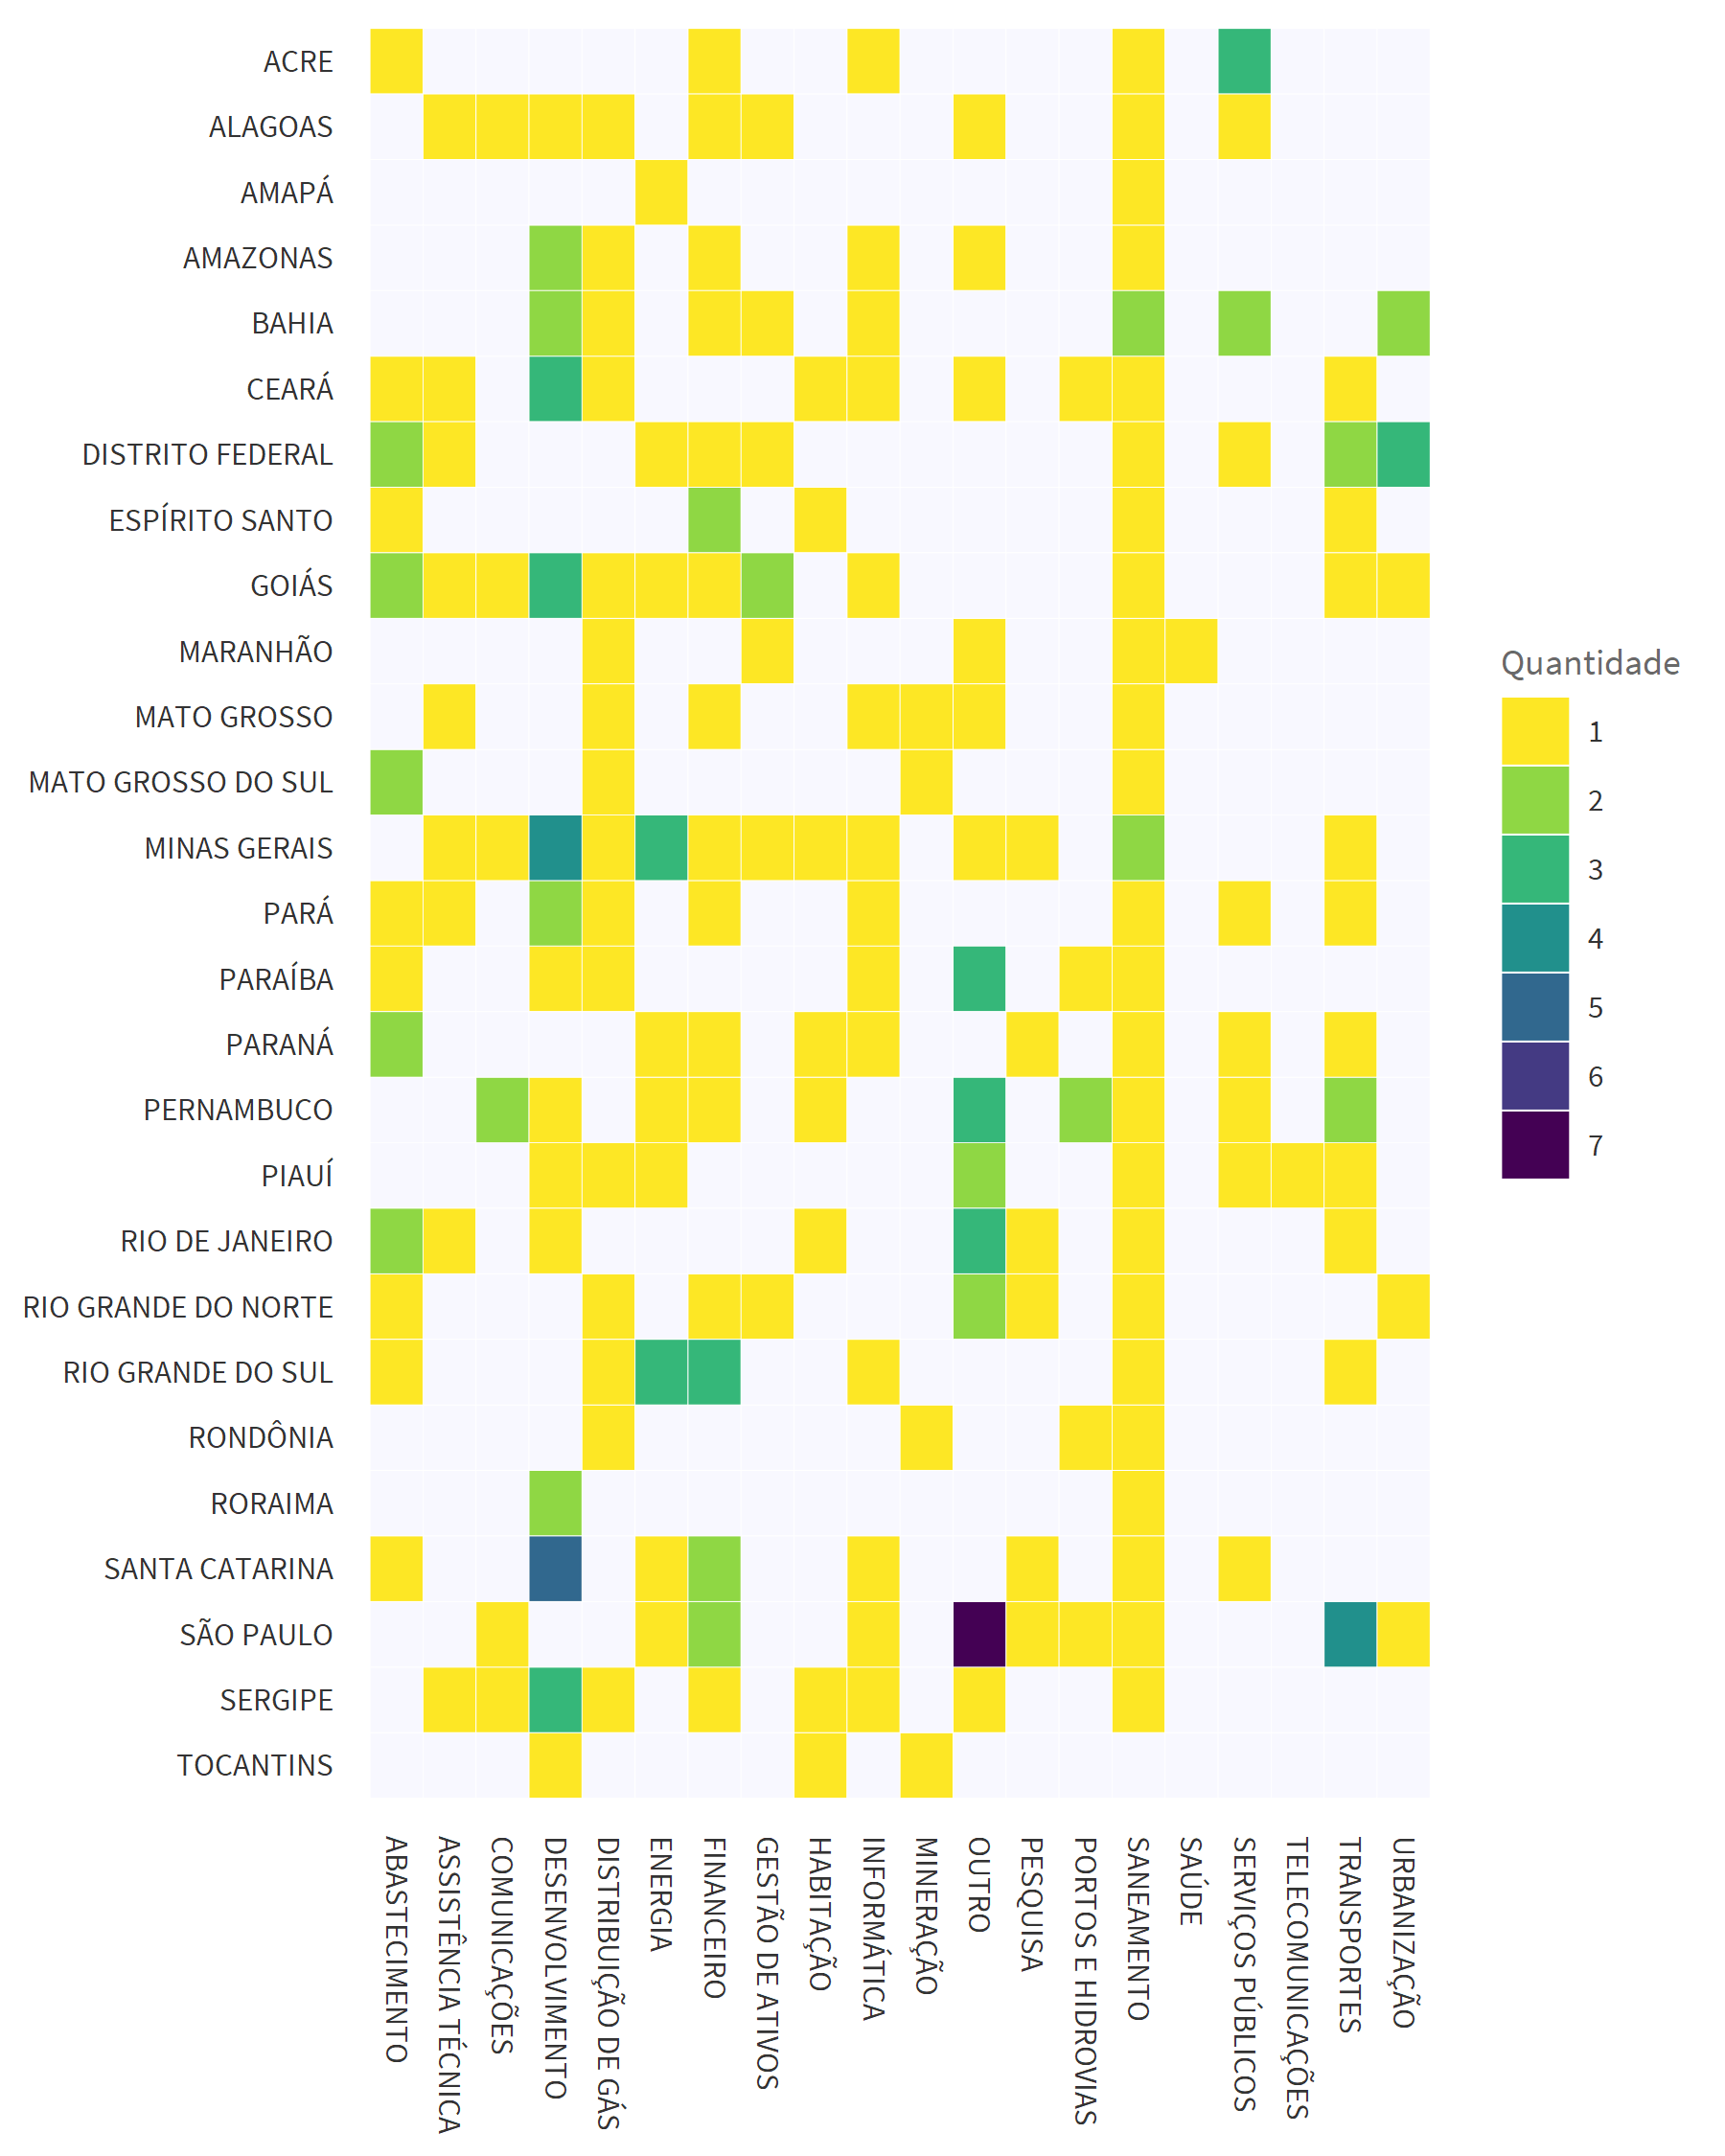 ACRE
ALAGOAS
AMAPÁ
AMAZONAS
BAHIA
CEARÁ
DISTRITO FEDERAL
ESPÍRITO SANTO
GOIÁS
MARANHÃO
MATO GROSSO
MATO GROSSO DO SUL
MINAS GERAIS
PARÁ
PARAÍBA
PARANÁ
PERNAMBUCO
PIAUÍ
RIO DE JANEIRO
RIO GRANDE DO NORTE
RIO GRANDE DO SUL
RONDÔNIA
RORAIMA
SANTA CATARINA
SÃO PAULO
SERGIPE
TOCANTINS
ABASTECIMENTO
ASSISTÊNCIA TÉCNICA
COMUNICAÇÕES
DESENVOLVIMENTO
DISTRIBUIÇÃO DE GÁS
ENERGIA
FINANCEIRO
GESTÃO DE ATIVOS
HABITAÇÃO
INFORMÁTICA
MINERAÇÃO
OUTRO
PESQUISA
PORTOS E HIDROVIAS
SANEAMENTO
SAÚDE
SERVIÇOS PÚBLICOS
TELECOMUNICAÇÕES
TRANSPORTES
URBANIZAÇÃO
Quantidade
1
2
3
4
5
6
7